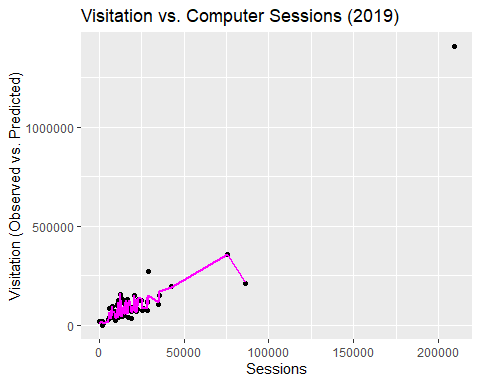 Visitation vs. Computer Sessions (2019)
Visitation (Observed vs. Predicted)
1000000
500000
0
0 50000 100000 150000 200000
Sessions